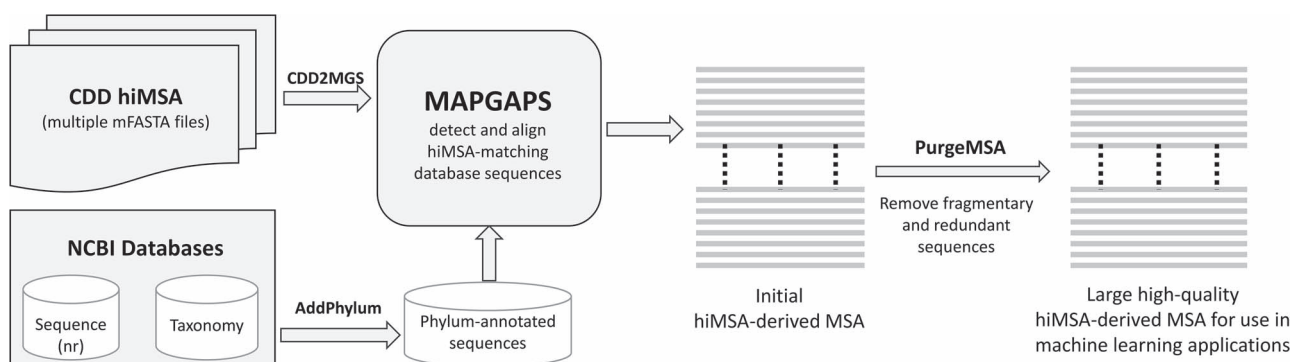 CDD hiMSA
(multiple mFASTA files)
CDD2MGS
MAPGAPS
detect and align
hiMSA-matching
database sequences
NCBI Databases
Sequence
(nr)
Taxonomy
AddPhylum
Phylum-annotated
sequences
Initial
hiMSA-derived MSA
PurgeMSA
Remove fragmentary
and redundant
sequences
Large high-quality
hiMSA-derived MSA for use in
machine learning applications